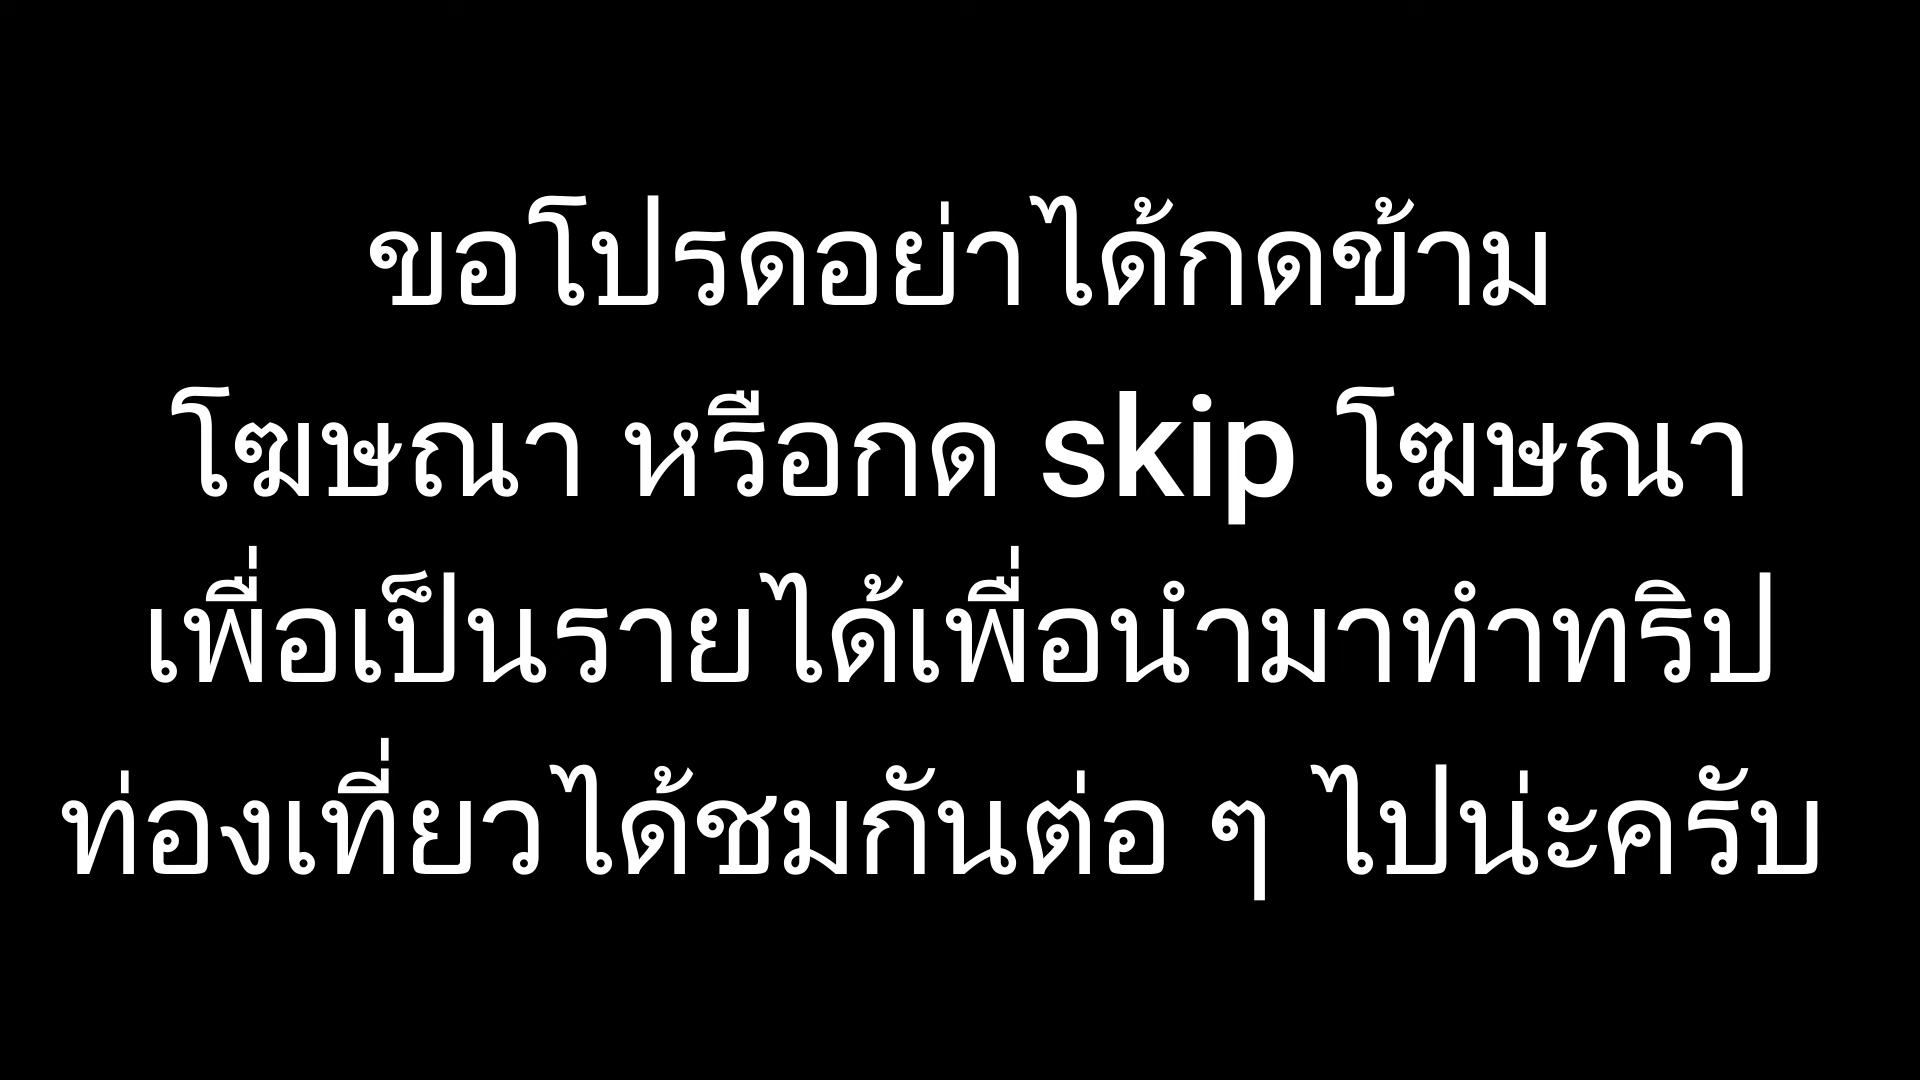 ขอโปรดอย่าได้กดข้าม
โฆษณา หรือกด skip โฆษณา
เพื่อเป็นรายได้เพื่อนำมาทำทริป
ท่องเที่ยวได้ชมกันต่อ ๆ ไปน่ะครับ